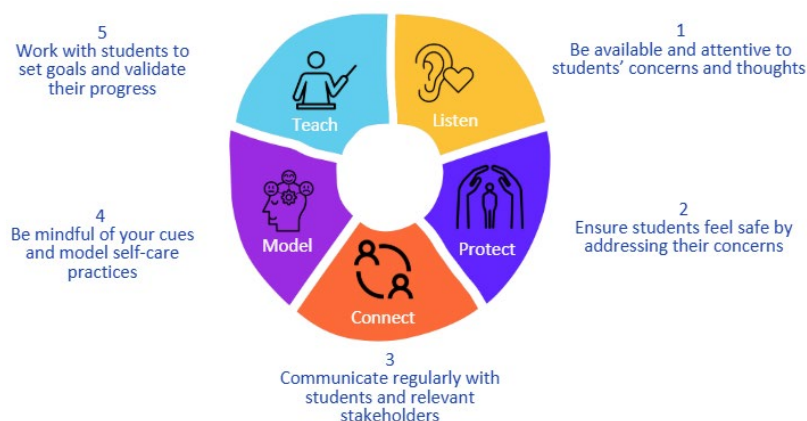 5
Work with students to
set goals and validate
their progress
1
Be available and attentive to
students' concerns and thoughts
Teach
Listen
4
Be mindful of your cues
and model self-care
practices
2
Ensure students feel safe by
addressing their concerns
Model
Protect
Connect
3
Communicate regularly with
students and relevant
stakeholders